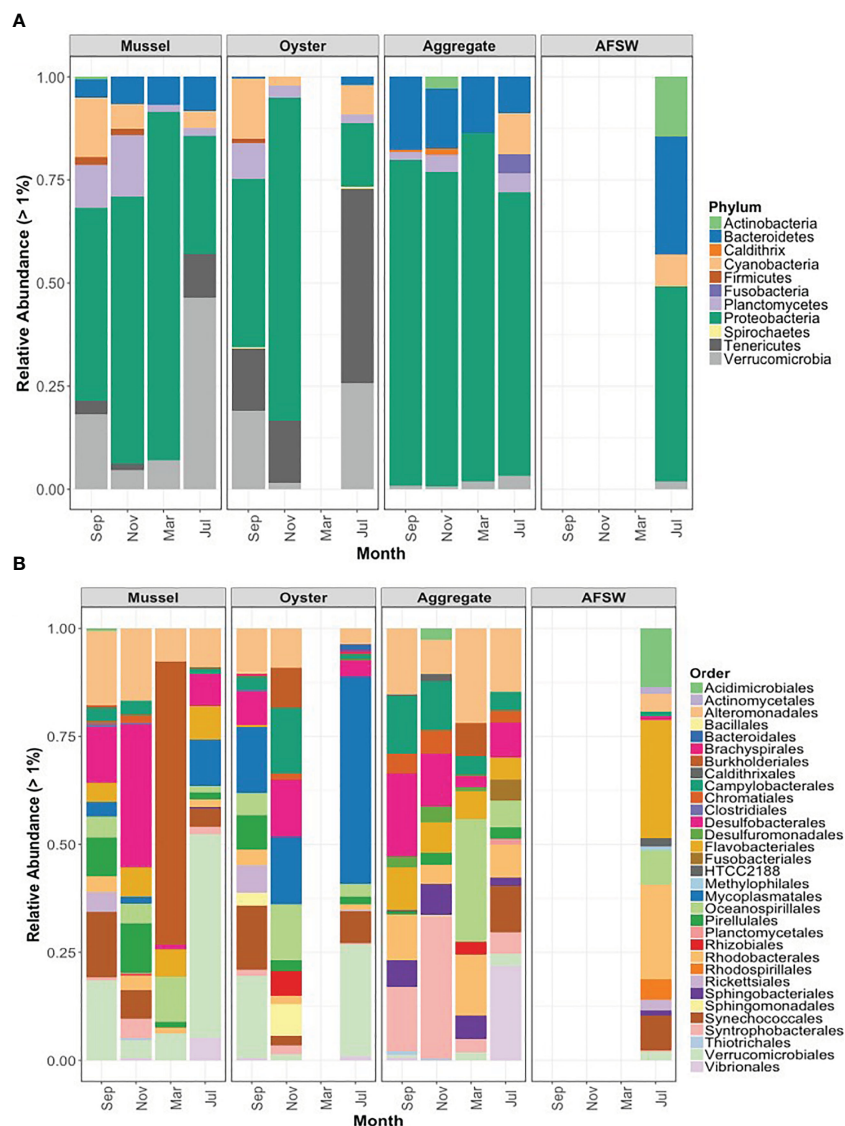 A
Mussel Oyster Aggregate AFSW
Relative Abundance (> 1%)
1.00
0.75
0.50
0.25
0.00
Sep Nov Mar Jul Sep Nov Mar Jul Sep Nov Mar Jul Sep Nov Mar Jul
Month
Phylum
Actinobacteria
Bacteroidetes
Caldithrix
Cyanobacteria
Firmicutes
Fusobacteria
Planctomycetes
Proteobacteria
Spirochaetes
Tenericutes
Verrucomicrobia
B
Mussel Oyster Aggregate AFSW
Relative Abundance (> 1%)
1.00
0.75
0.50
0.25
0.00
Sep Nov Mar Jul Sep Nov Mar Jul Sep Nov Mar Jul Sep Nov Mar Jul
Month
Order
Acidimicrobiales
Actinomycetales
Alteromonadales
Bacillales
Bacteroidales
Brachyspirales
Burkholderiales
Caldithrixales
Campylobacterales
Chromatiales
Clostridiales
Desulfobacterales
Desulfuromonadales
Flavobacteriales
Fusobacteriales
HTCC2188
Methylophilales
Mycoplasmatales
Oceanospirillales
Pirellulales
Planctomycetales
Rhizobiales
Rhodobacterales
Rhodospirillales
Rickettsiales
Sphingobacteriales
Sphingomonadales
Synechococcales
Syntrophobacterales
Thiotrichales
Verrucomicrobiales
Vibrionales